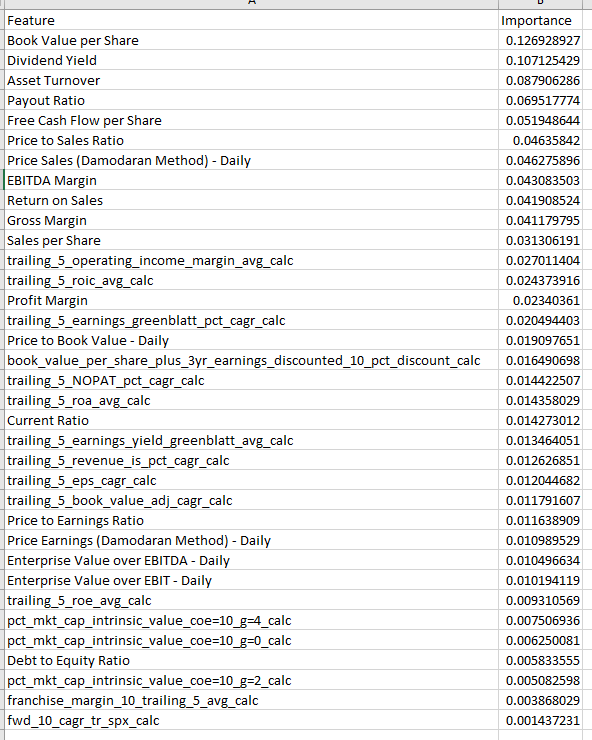 A
Feature Importance
Book Value per Share 0.126928927
Dividend Yield 0.107125429
Asset Turnover 0.087906286
Payout Ratio 0.069517774
Free Cash Flow per Share 0.051948644
Price to Sales Ratio 0.04635842
Price Sales (Damodaran Method) - Daily 0.046275896
EBITDA Margin 0.043083503
Return on Sales 0.041908524
Gross Margin 0.041179795
Sales per Share 0.031306191
trailing_5_operating_income_margin_avg_calc 0.027011404
trailing_5_roic_avg_calc 0.024373916
Profit Margin 0.02340361
trailing_5_earnings_greenblatt_pct_cagr_calc 0.020494403
Price to Book Value - Daily 0.019097651
book_value_per_share_plus_3yr_earnings_discounted_10_pct_discount_calc 0.016490698
trailing_5_NOPAT_pct_cagr_calc 0.014422507
trailing_5_roa_avg_calc 0.014358029
Current Ratio 0.014273012
trailing_5_earnings_yield_greenblatt_avg_calc 0.013464051
trailing_5_revenue_is_pct_cagr_calc 0.012626851
trailing_5_eps_cagr_calc 0.012044682
trailing_5_book_value_adj_cagr_calc 0.011791607
Price to Earnings Ratio 0.011638909
Price Earnings (Damodaran Method) - Daily 0.010989529
Enterprise Value over EBITDA - Daily 0.010496634
Enterprise Value over EBIT - Daily 0.010194119
trailing_5_roe_avg_calc 0.009310569
pct_mkt_cap_intrinsic_value_coe=10_g=4_calc 0.007506936
pct_mkt_cap_intrinsic_value_coe=10_g=0_calc 0.006250081
Debt to Equity Ratio 0.005833555
pct_mkt_cap_intrinsic_value_coe=10_g=2_calc 0.005082598
franchise_margin_10_trailing_5_avg_calc 0.003868029
fwd_10_cagr_tr_spx_calc 0.001437231